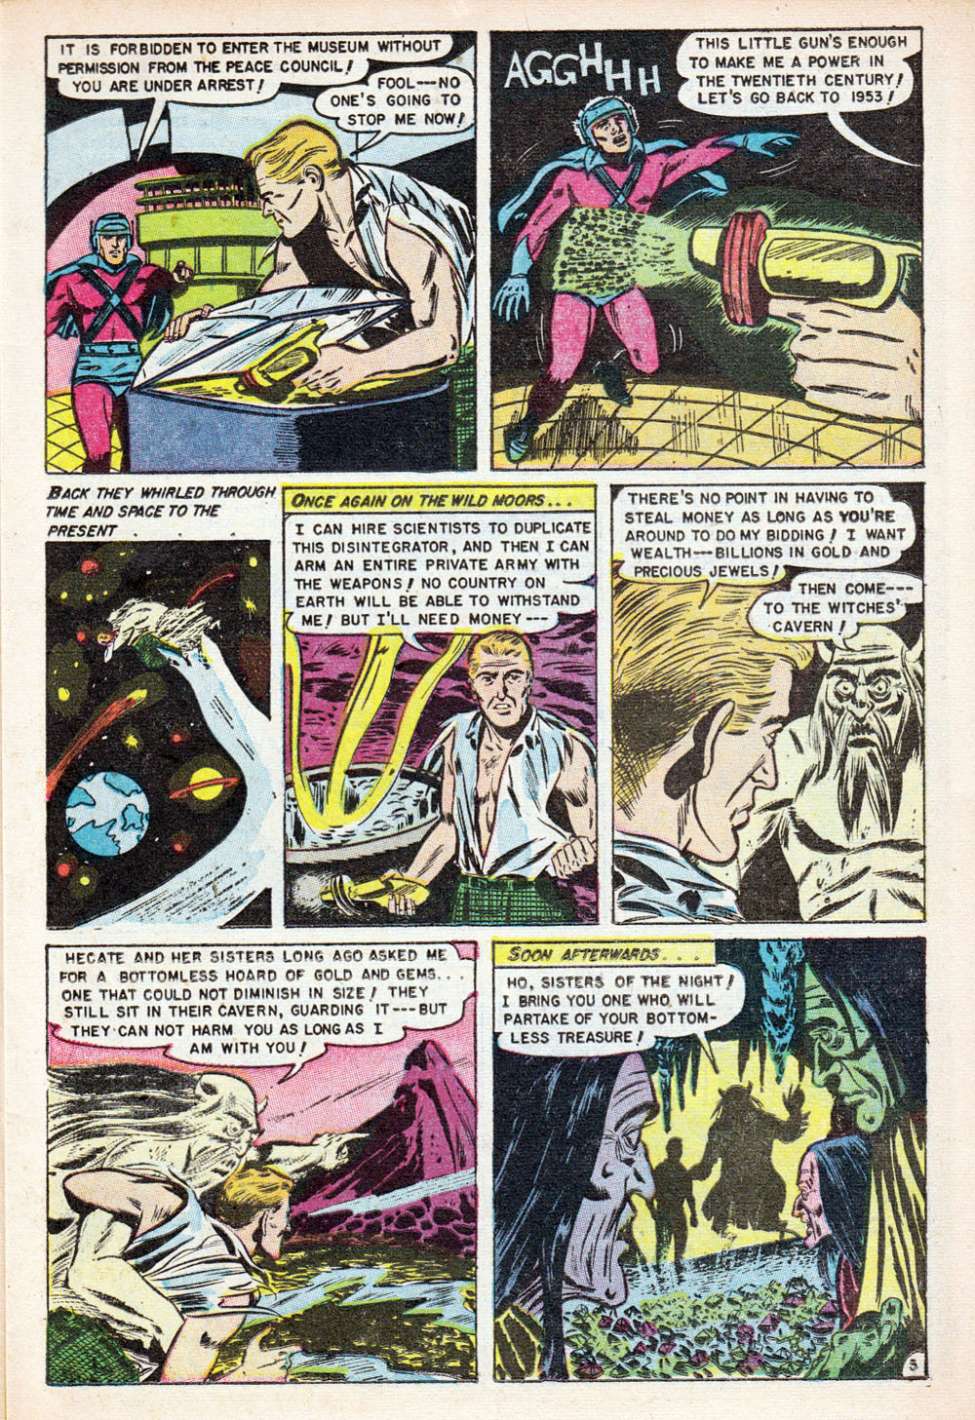 IT IS FORBIDDEN TO ENTER THE MUSEUM WITHOUT
PERMISSION FROM THE PEACE COUNCIL!
YOU ARE UNDER ARREST!
FOOL---NO
ONE'S GOING TO
STOP ME NOW!
AGGHHHH
THIS LITTLE GUN'S ENOUGH
TO MAKE ME A POWER IN
THE TWENTIETH CENTURY!
LET'S GO BACK TO 1953!
BACK THEY WHIRLED THROUGH
TIME AND SPACE TO THE
PRESENT . . .
ONCE AGAIN ON THE WILD MOORS...
I CAN HIRE SCIENTISTS TO DUPLICATE
THIS DISINTEGRATOR, AND THEN I CAN
ARM AN ENTIRE PRIVATE ARMY WITH
THE WEAPONS! NO COUNTRY ON
EARTH WILL BE ABLE TO WITHSTAND
ME! BUT I'LL NEED MONEY---
THERE'S NO POINT IN HAVING TO
STEAL MONEY AS LONG AS YOU'RE
AROUND TO DO MY BIDDING! I WANT
WEALTH---BILLIONS IN GOLD AND
PRECIOUS JEWELS!
THEN COME---
TO THE WITCHES'
CAVERN!
HECATE AND HER SISTERS LONG AGO ASKED ME
FOR A BOTTOMLESS HOARD OF GOLD AND GEMS...
ONE THAT COULD NOT DIMINISH IN SIZE! THEY
STILL SIT IN THEIR CAVERN, GUARDING IT---BUT
THEY CAN NOT HARM YOU AS LONG AS I
AM WITH YOU!
SOON AFTERWARDS....
HO, SISTERS OF THE NIGHT!
I BRING YOU ONE WHO WILL
PARTAKE OF YOUR BOTTOM-
LESS TREASURE!
3